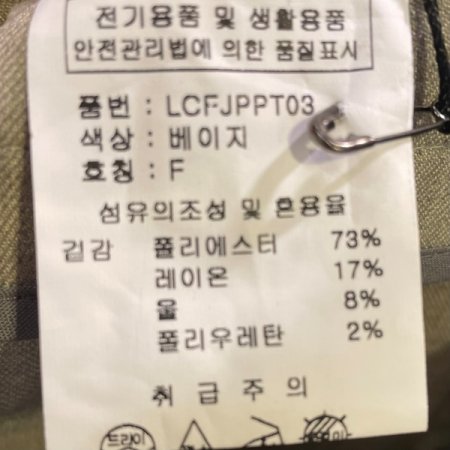 전기용품 및 생활용품
안전관리법에 의한 품질표시
품번 : LCFJPPT03
색상 : 베이지
호칭 : F
섬유의조성 및 혼용율
겉감 폴리에스터 73%
레이온 17%
울 8%
폴리우레탄 2%
취급주의
드라이